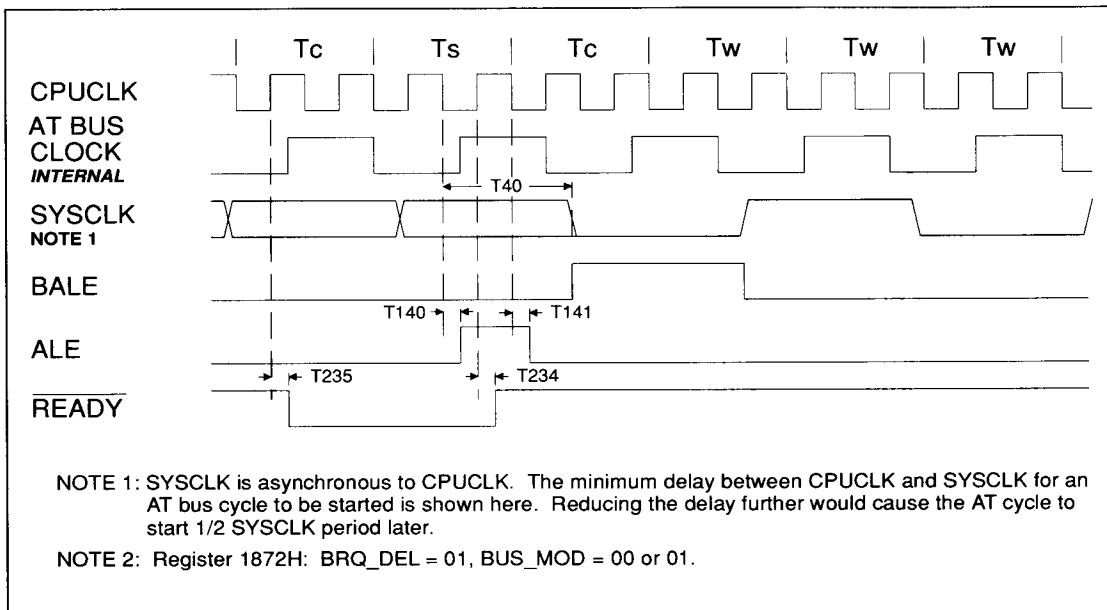 Tc Ts Tc Tw Tw Tw
CPUCLK
AT BUS
CLOCK
INTERNAL
T40
SYSCLK
NOTE 1
BALE
T140 T141
ALE
T235 T234
READY
NOTE 1: SYSCLK is asynchronous to CPUCLK. The minimum delay between CPUCLK and SYSCLK for an
AT bus cycle to be started is shown here. Reducing the delay further would cause the AT cycle to
start 1/2 SYSCLK period later.
NOTE 2: Register 1872H: BRQ_DEL = 01, BUS_MOD = 00 or 01.